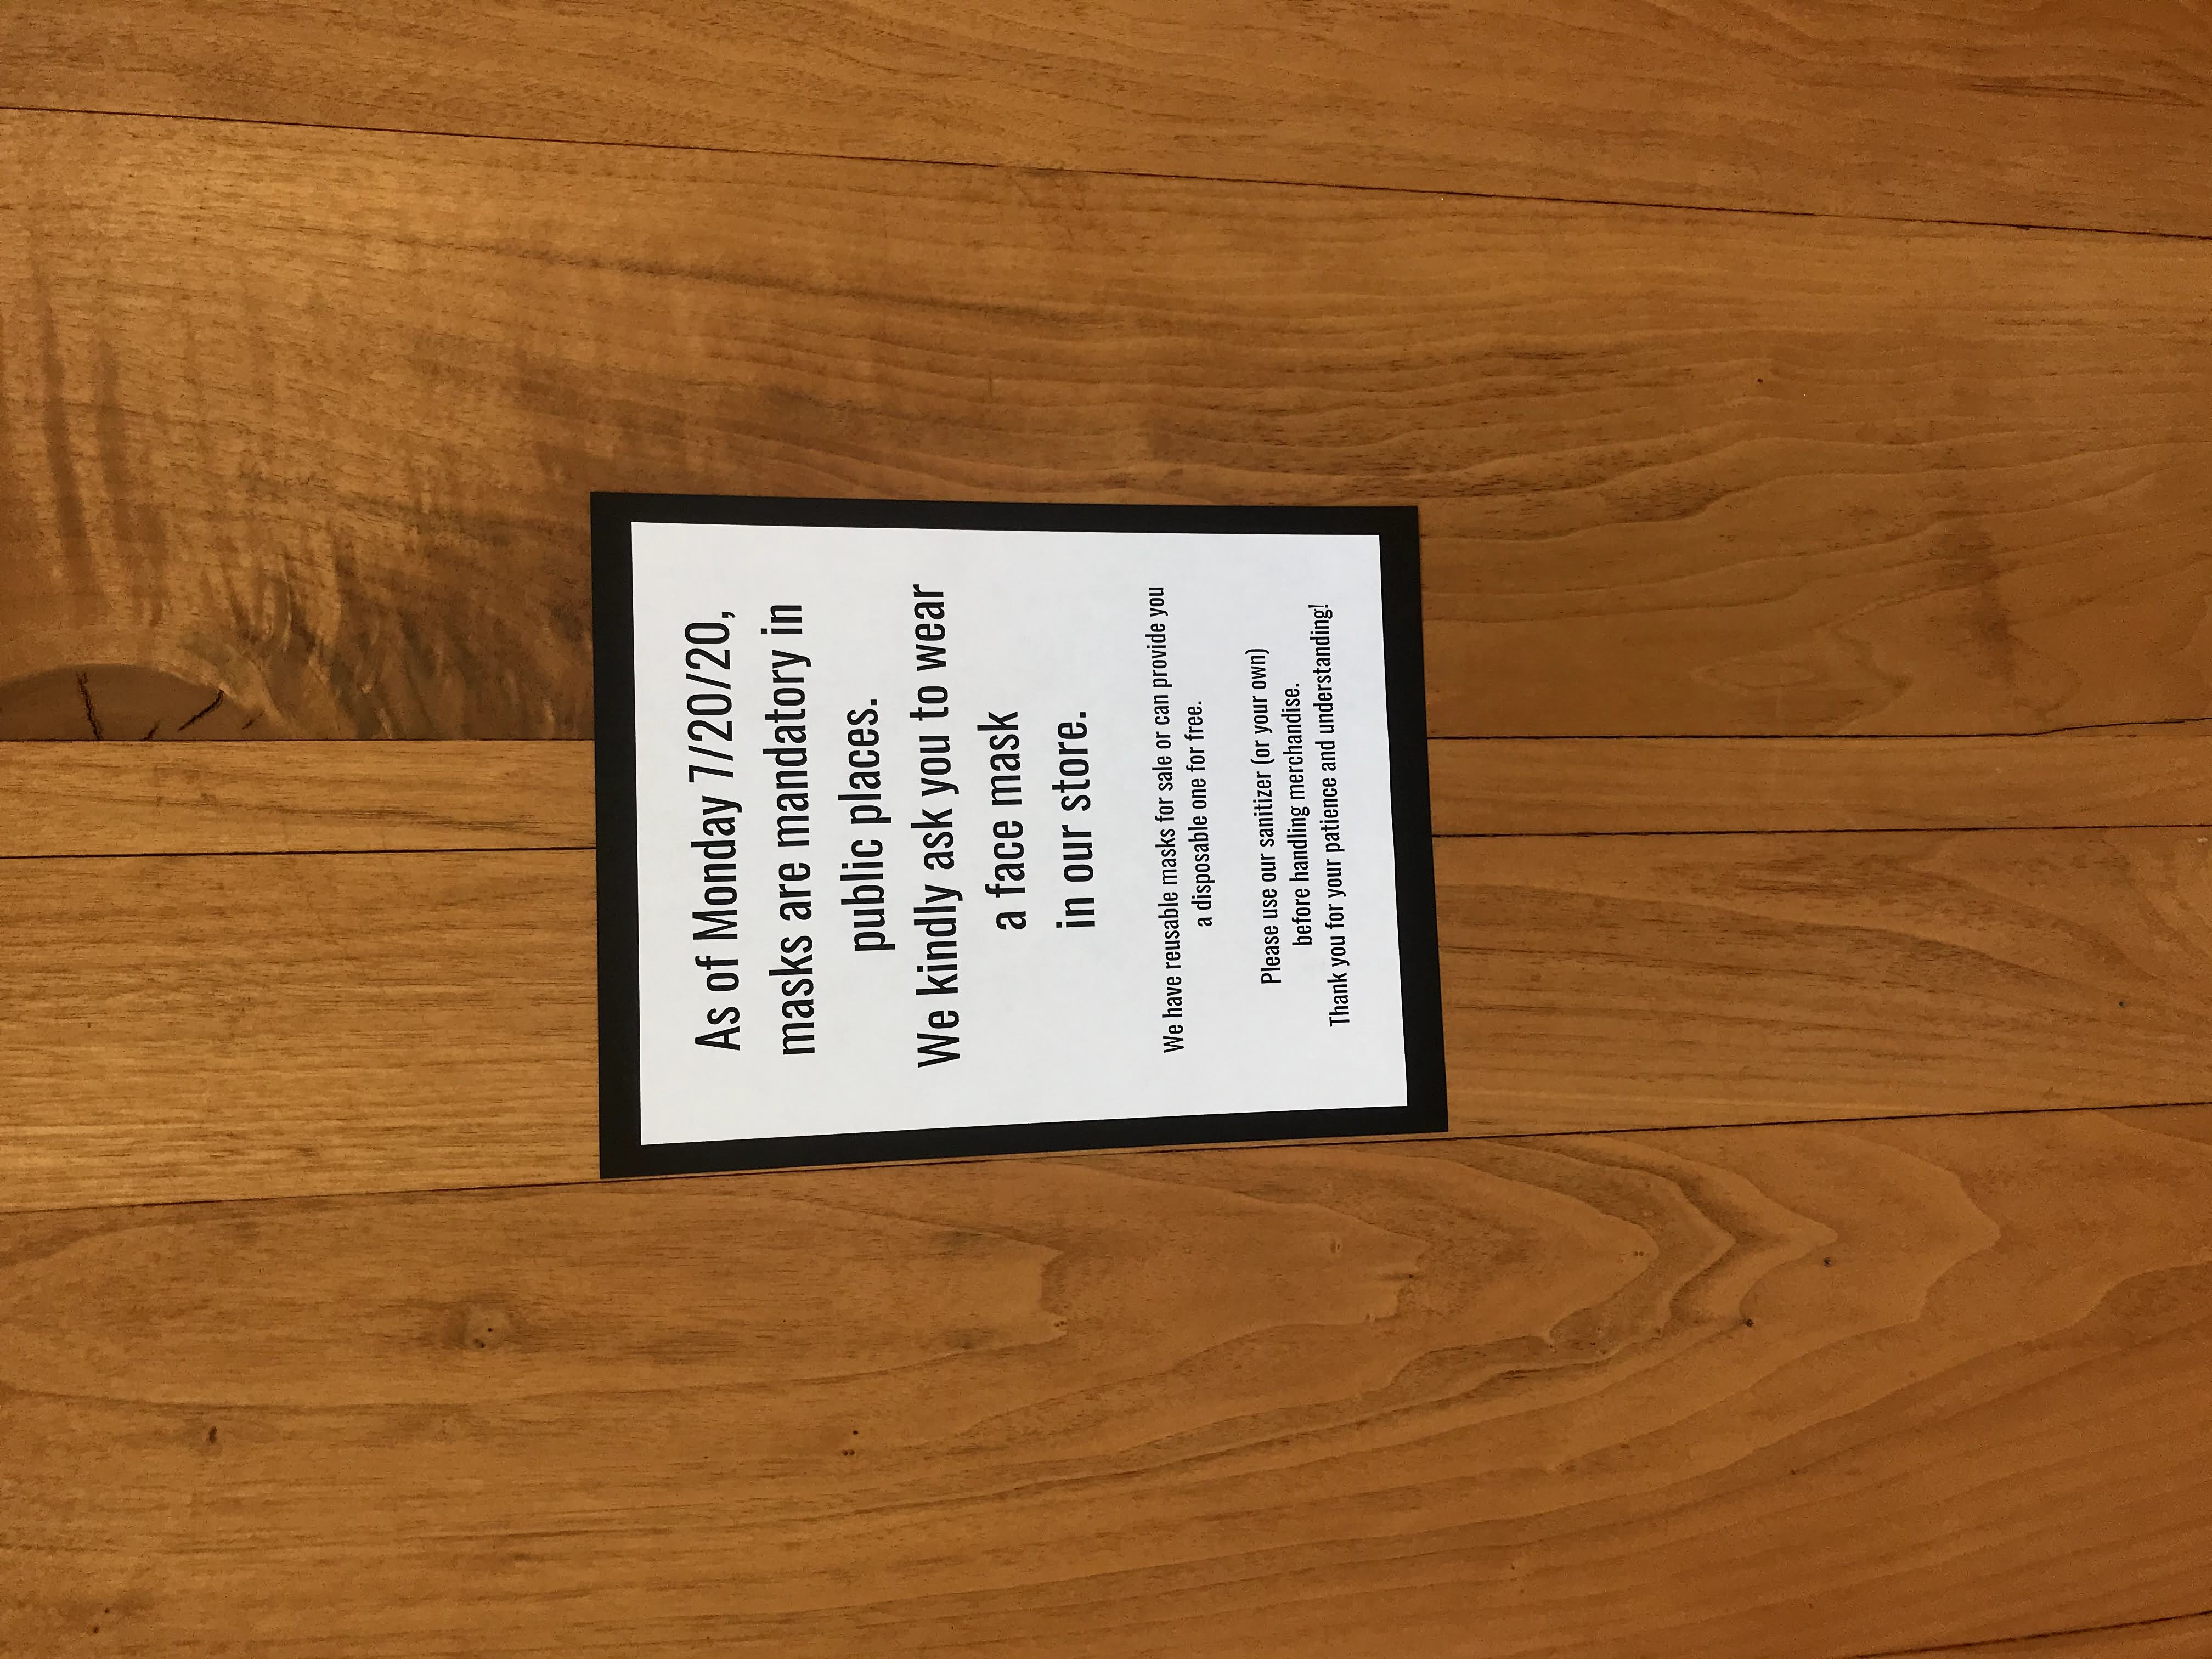 As of Monday 7/20/20,
masks are mandatory in
public places.
We kindly ask you to wear
a face mask
in our store.
We have reusable masks for sale or can provide you
a disposable one for free.
Please use our sanitizer (or your own)
before handling merchandise.
Thank you for your patience and understanding!